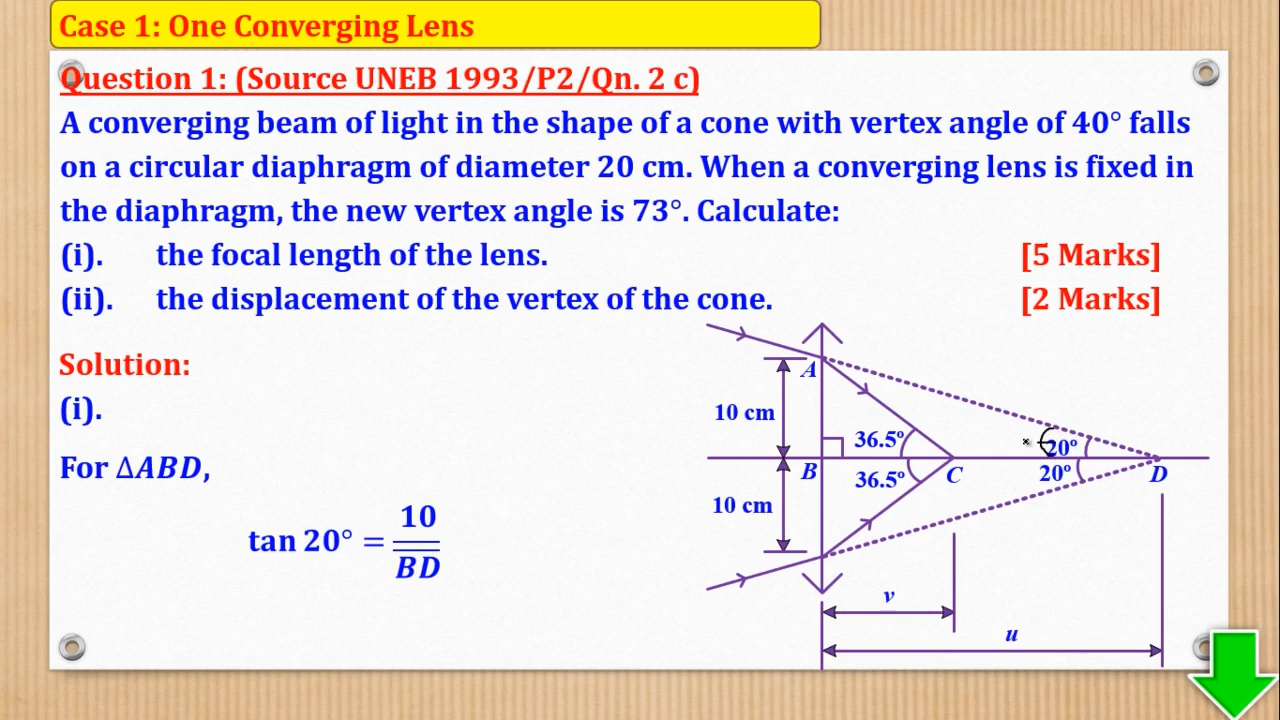 Case 1: One Converging Lens
Question 1: (Source UNEB 1993/P2/Qn. 2 c)
A converging beam of light in the shape of a cone with vertex angle of 40° falls
on a circular diaphragm of diameter 20 cm. When a converging lens is fixed in
the diaphragm, the new vertex angle is 73°. Calculate:
(i). the focal length of the lens. [5 Marks]
(ii). the displacement of the vertex of the cone. [2 Marks]
Solution:
(i).
For ΔABD,
tan 20° = 10 / BD
A
10 cm
36.5º
20º
B
C
D
36.5º
20º
10 cm
v
u